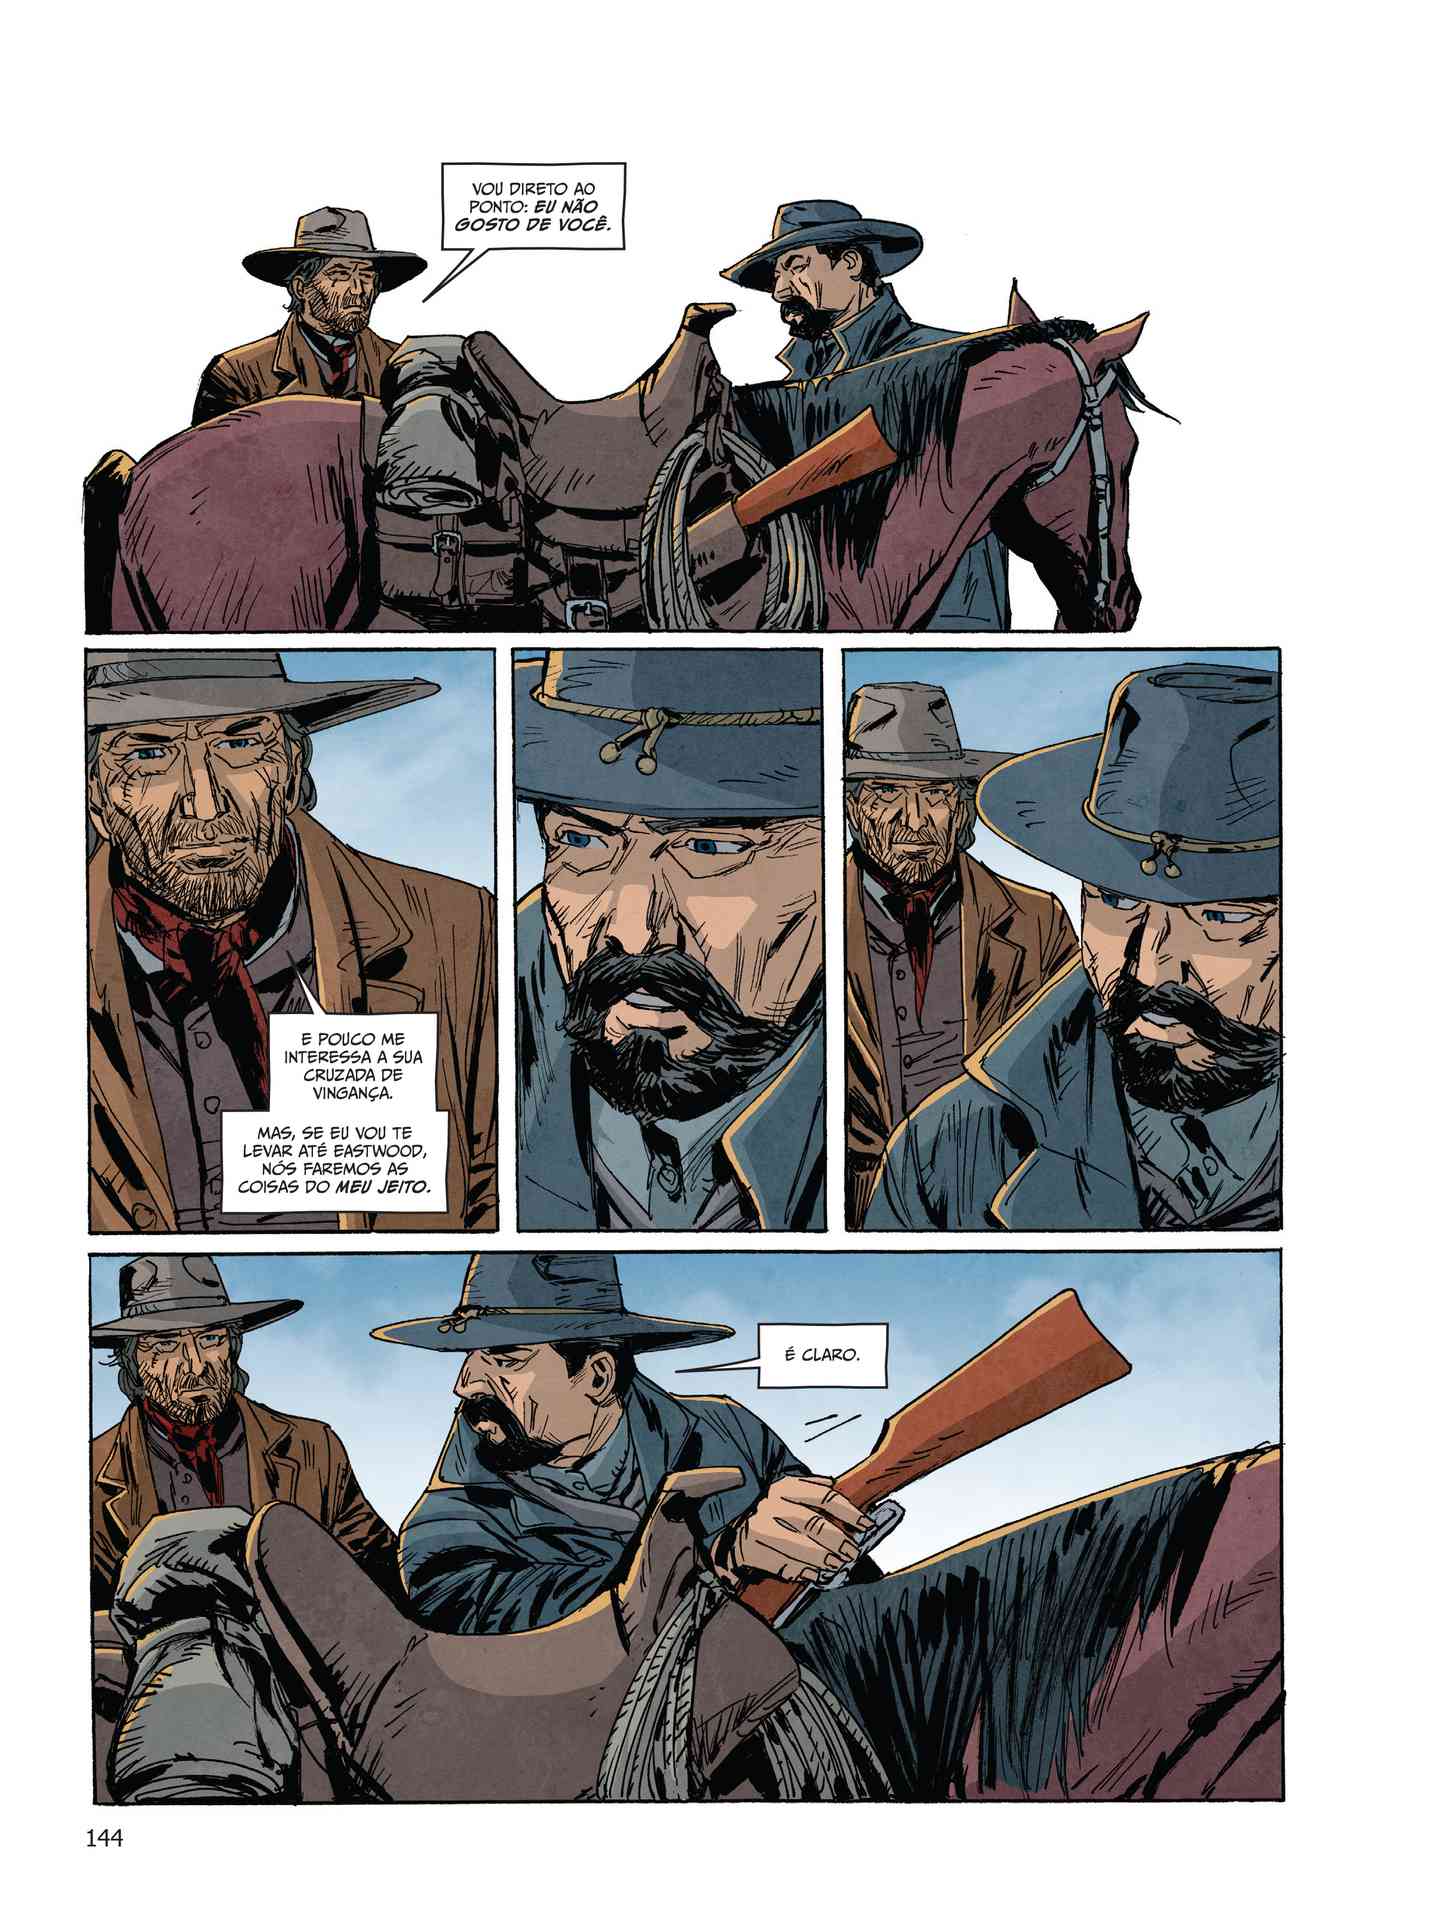 VOU DIRETO AO
PONTO: EU NÃO
GOSTO DE VOCÊ.
E POUCO ME
INTERESSA A SUA
CRUZADA DE
VINGANÇA.
MAS, SE EU VOU TE
LEVAR ATÉ EASTWOOD,
NÓS FAREMOS AS
COISAS DO MEU JEITO.
É CLARO.
144